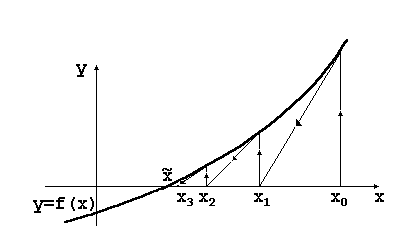 y
x̃
y=f(x) x₃ x₂ x₁ x₀ x